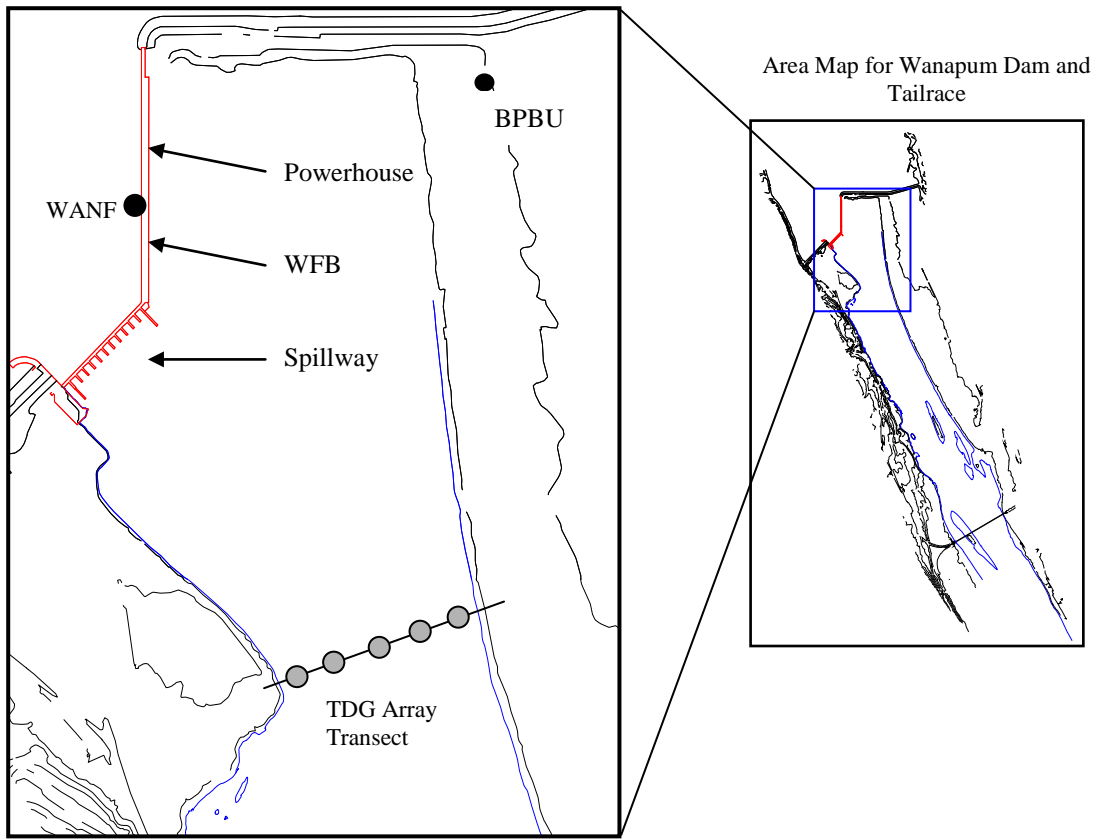 Area Map for Wanapum Dam and
Tailrace
BPBU
Powerhouse
WANF
WFB
Spillway
TDG Array
Transect